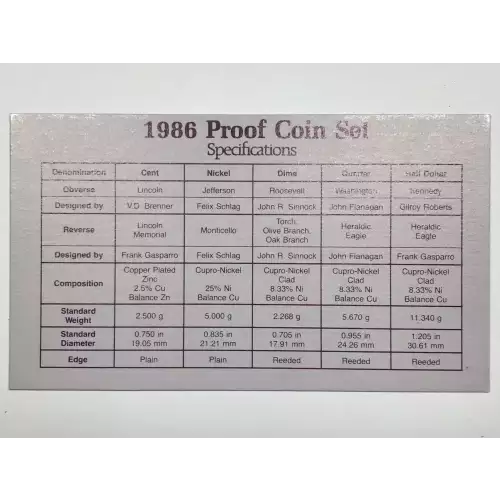 1986 Proof Coin Set
Specifications
Denomination Cent Nickel Dime Quarter Half Dollar
Obverse Lincoln Jefferson Roosevelt Washington Kennedy
Designed by V.D. Brenner Felix Schlag John R. Sinnock John Flanagan Gilroy Roberts
Reverse Lincoln Memorial Monticello Torch, Olive Branch, Oak Branch Heraldic Eagle Heraldic Eagle
Designed by Frank Gasparro Felix Schlag John R. Sinnock John Flanagan Frank Gasparro
Composition Copper Plated Zinc 2.5% Cu Balance Zn Cupro-Nickel 25% Ni Balance Cu Cupro-Nickel Clad 8.33% Ni Balance Cu Cupro-Nickel Clad 8.33% Ni Balance Cu Cupro-Nickel Clad 8.33% Ni Balance Cu
Standard Weight 2.500 g 5.000 g 2.268 g 5.670 g 11.340 g
Standard Diameter 0.750 in 19.05 mm 0.835 in 21.21 mm 0.705 in 17.91 mm 0.955 in 24.26 mm 1.205 in 30.61 mm
Edge Plain Plain Reeded Reeded Reeded